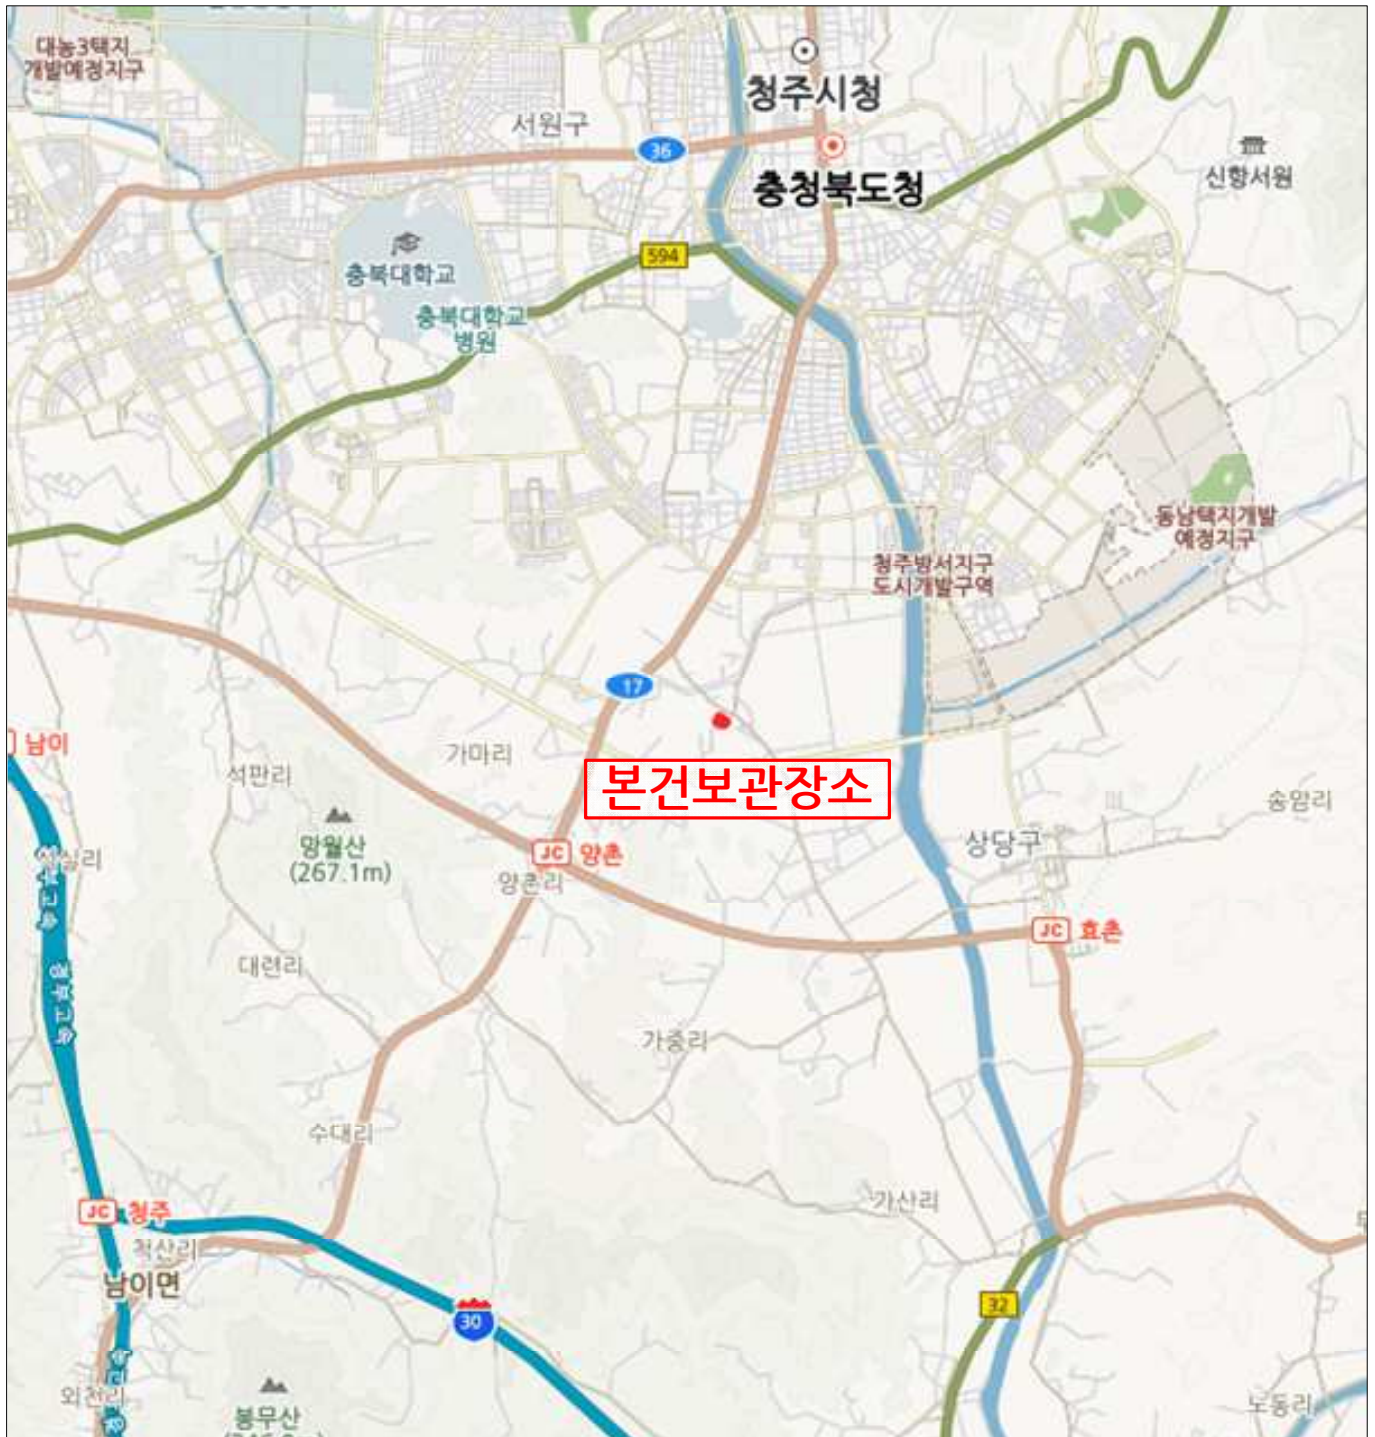 대농3택지
개발예정지구
청주시청
서원구
36
충청북도청
신항서원
594
충북대학교
충북대학교
병원
동남택지개발
예정지구
청주방서지구
도시개발구역
17
남이
가마리
석판리
본건보관장소
송암리
망월산
(267.1m)
상당구
JC 양촌
양촌리
JC 효촌
대련리
가중리
수대리
가산리
JC 청주
척산리
남이면
32
30
외천리
봉무산
노동리